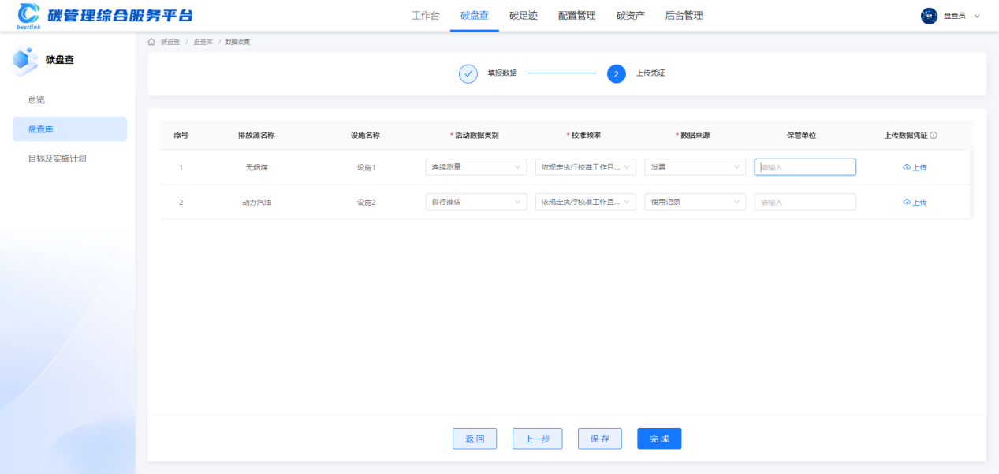 bestlink
碳管理综合服务平台
工作台 碳盘查 碳足迹 配置管理 碳资产 后台管理
盘查员
碳盘查 / 盘查库 / 数据收集
碳盘查
总览
盘查库
目标及实施计划
填报数据 2 上传凭证
序号 排放源名称 设施名称 * 活动数据类别 * 校准频率 * 数据来源 保管单位 上传数据凭证
1 无烟煤 设施1 连续测量 依规定执行校准工作且... 发票 请输入 上传
2 动力汽油 设施2 自行推估 依规定执行校准工作且... 使用记录 请输入 上传
返回 上一步 保存 完成